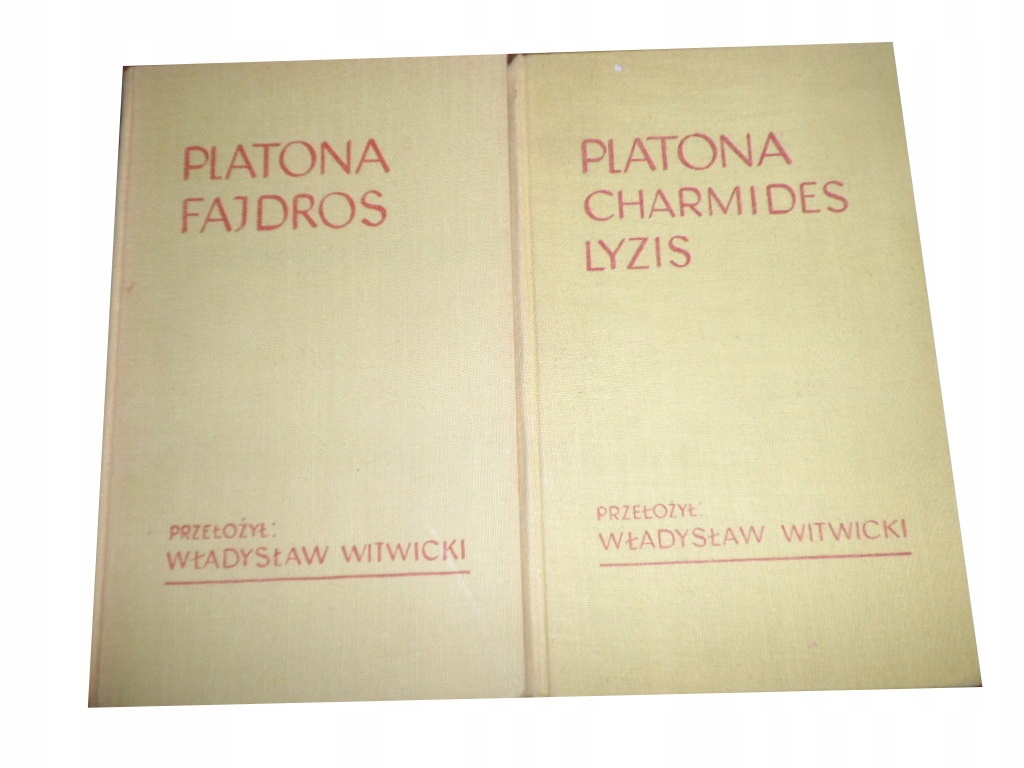 PLATONA
FAJDROS
PRZEŁOŻYŁ:
WŁADYSŁAW WITWICKI
PLATONA
CHARMIDES
LYZIS
PRZEŁOŻYŁ:
WŁADYSŁAW WITWICKI